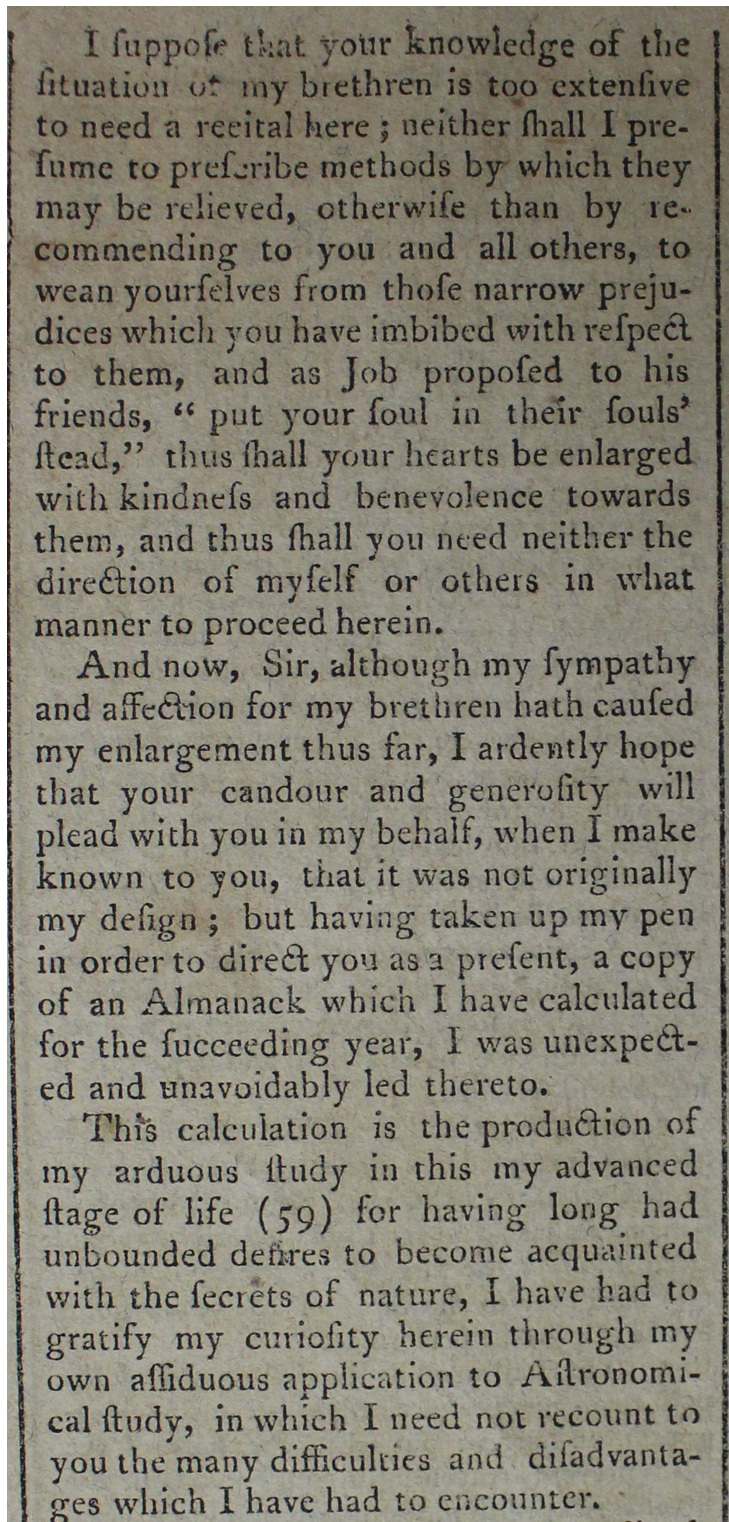 I ſuppoſe that your knowledge of the
ſituation of my brethren is too extenſive
to need a recital here ; neither ſhall I pre-
ſume to preſcribe methods by which they
may be relieved, otherwiſe than by re-
commending to you and all others, to
wean yourſelves from thoſe narrow preju-
dices which you have imbibed with reſpect
to them, and as Job propoſed to his
friends, “ put your ſoul in their ſouls’
ſtead,” thus ſhall your hearts be enlarged
with kindneſs and benevolence towards
them, and thus ſhall you need neither the
direction of myſelf or others in what
manner to proceed herein.
And now, Sir, although my ſympathy
and affection for my brethren hath cauſed
my enlargement thus far, I ardently hope
that your candour and generoſity will
plead with you in my behalf, when I make
known to you, that it was not originally
my deſign ; but having taken up my pen
in order to direct you as a preſent, a copy
of an Almanack which I have calculated
for the ſucceeding year, I was unexpect-
ed and unavoidably led thereto.
This calculation is the production of
my arduous ſtudy in this my advanced
ſtage of life (59) for having long had
unbounded deſires to become acquainted
with the ſecrets of nature, I have had to
gratify my curioſity herein through my
own aſſiduous application to Aſtronomi-
cal ſtudy, in which I need not recount to
you the many difficulties and diſadvanta-
ges which I have had to encounter.